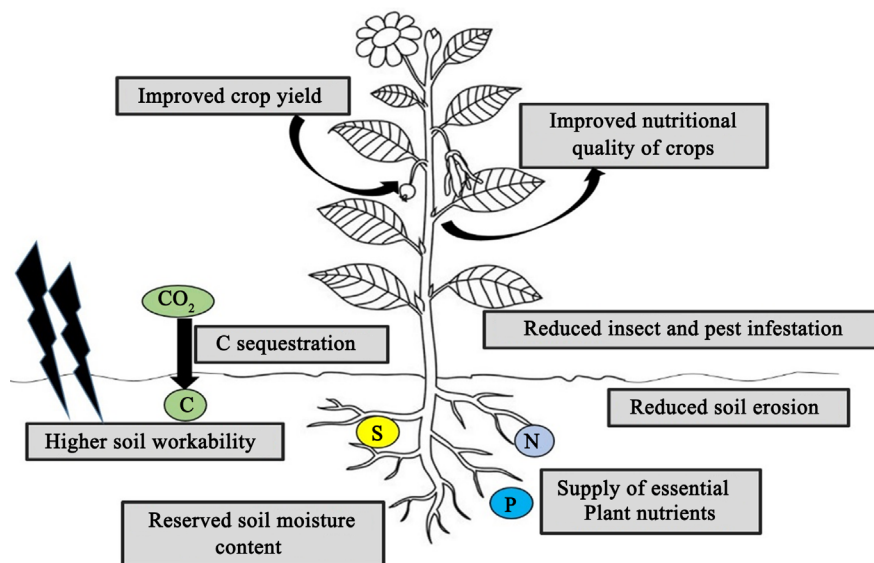 Improved crop yield
Improved nutritional
quality of crops
CO₂
Reduced insect and pest infestation
C sequestration
C
Reduced soil erosion
S
N
Higher soil workability
P
Supply of essential
Plant nutrients
Reserved soil moisture
content